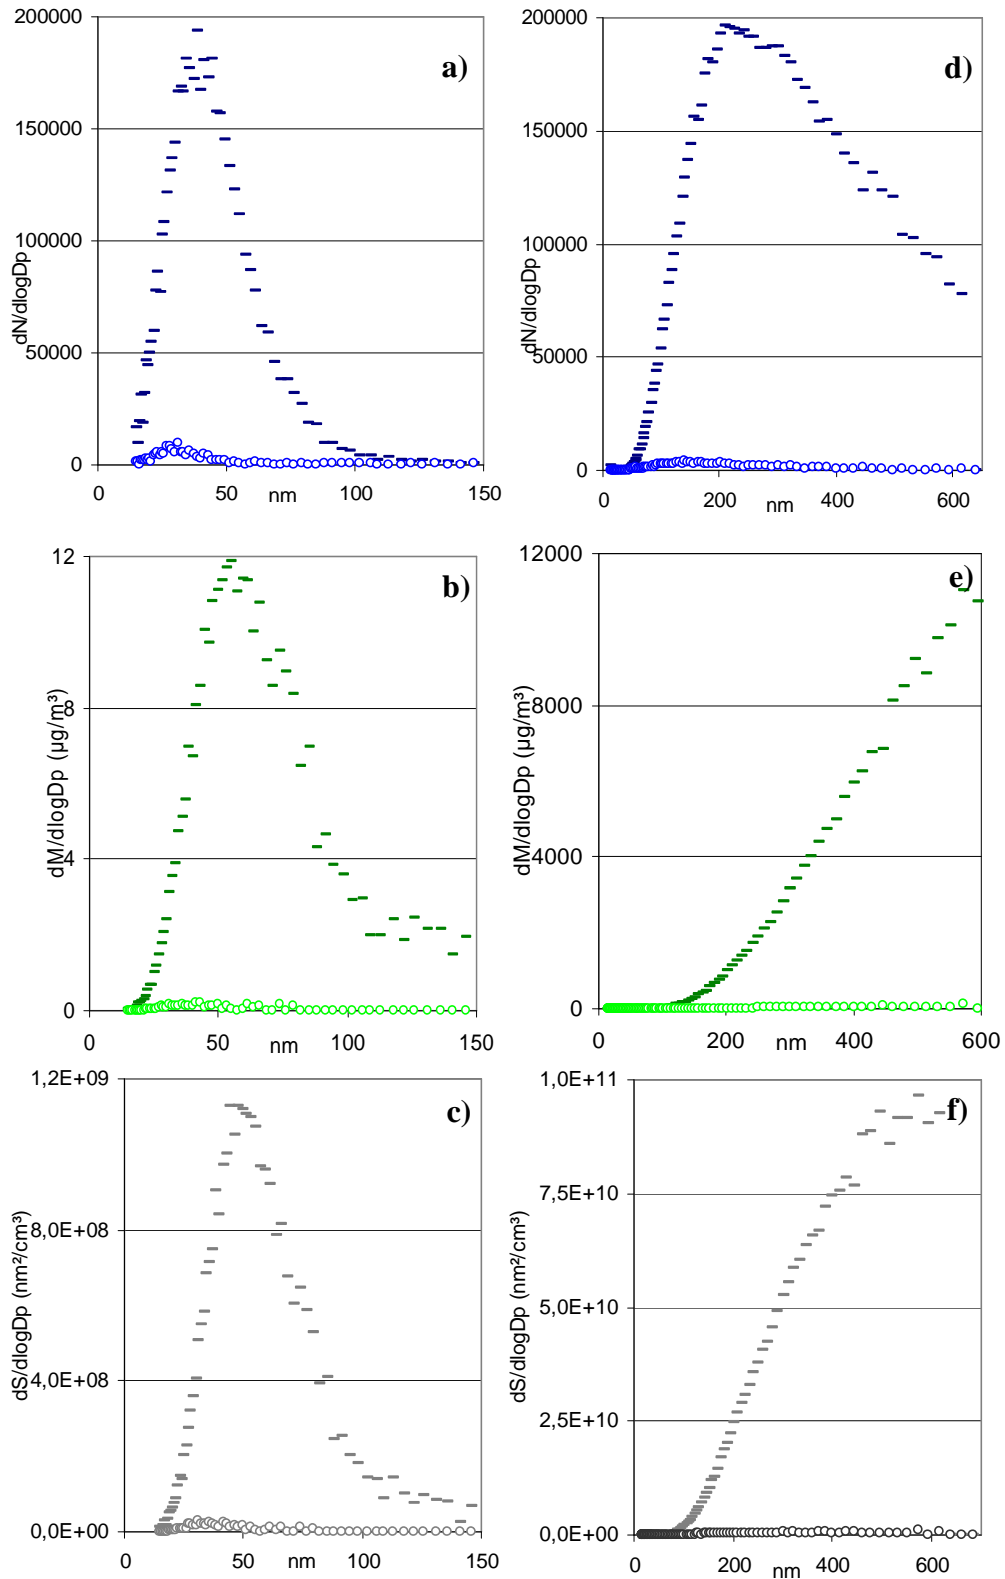 a)
dN/dlogDp
200000
150000
100000
50000
0
0
50
nm
100
150
d)
dN/dlogDp
200000
150000
100000
50000
0
0
200
400
nm
600
b)
dM/dlogDp (µg/m³)
12
8
4
0
0
50
nm
100
150
e)
dM/dlogDp (µg/m³)
12000
8000
4000
0
0
200
nm
400
600
c)
dS/dlogDp (nm²/cm³)
1,2E+09
8,0E+08
4,0E+08
0,0E+00
0
50
nm
100
150
f)
dS/dlogDp (nm²/cm³)
1,0E+11
7,5E+10
5,0E+10
2,5E+10
0,0E+00
0
200
nm
400
600